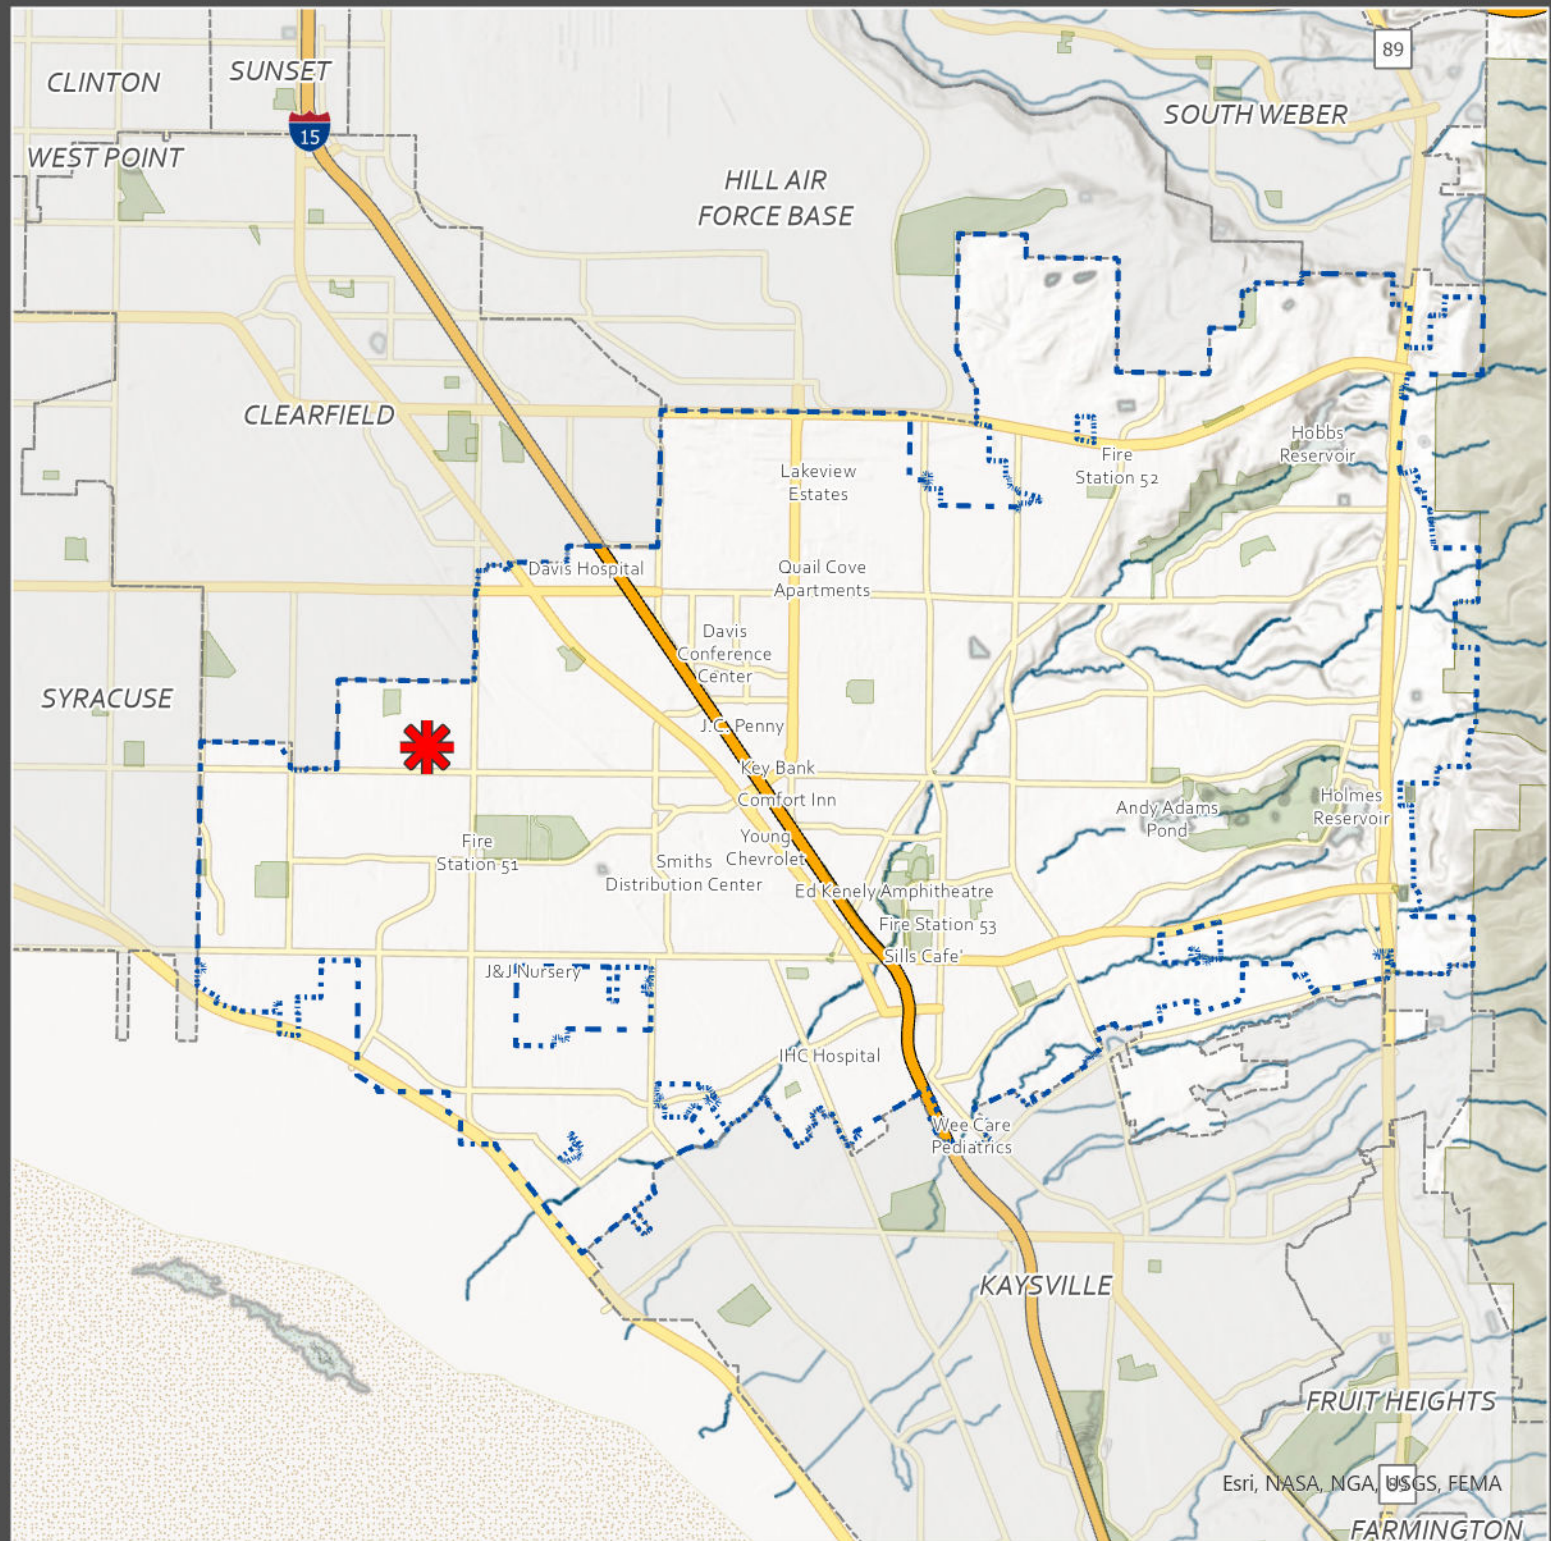 89
SUNSET
CLINTON
15
SOUTH WEBER
WEST POINT
HILL AIR
FORCE BASE
CLEARFIELD
Hobbs
Reservoir
Fire
Station 52
Lakeview
Estates
Davis Hospital
Quail Cove
Apartments
Davis
Conference
Center
SYRACUSE
J.C. Penny
Key Bank
Comfort Inn
Andy Adams
Pond
Holmes
Reservoir
Fire
Station 51
Young
Chevrolet
Smiths
Distribution Center
Ed Kenely Amphitheatre
Fire Station 53
Sills Cafe'
J&J Nursery
IHC Hospital
Wee Care
Pediatrics
KAYSVILLE
FRUIT HEIGHTS
Esri, NASA, NGA, USGS, FEMA
89
FARMINGTON